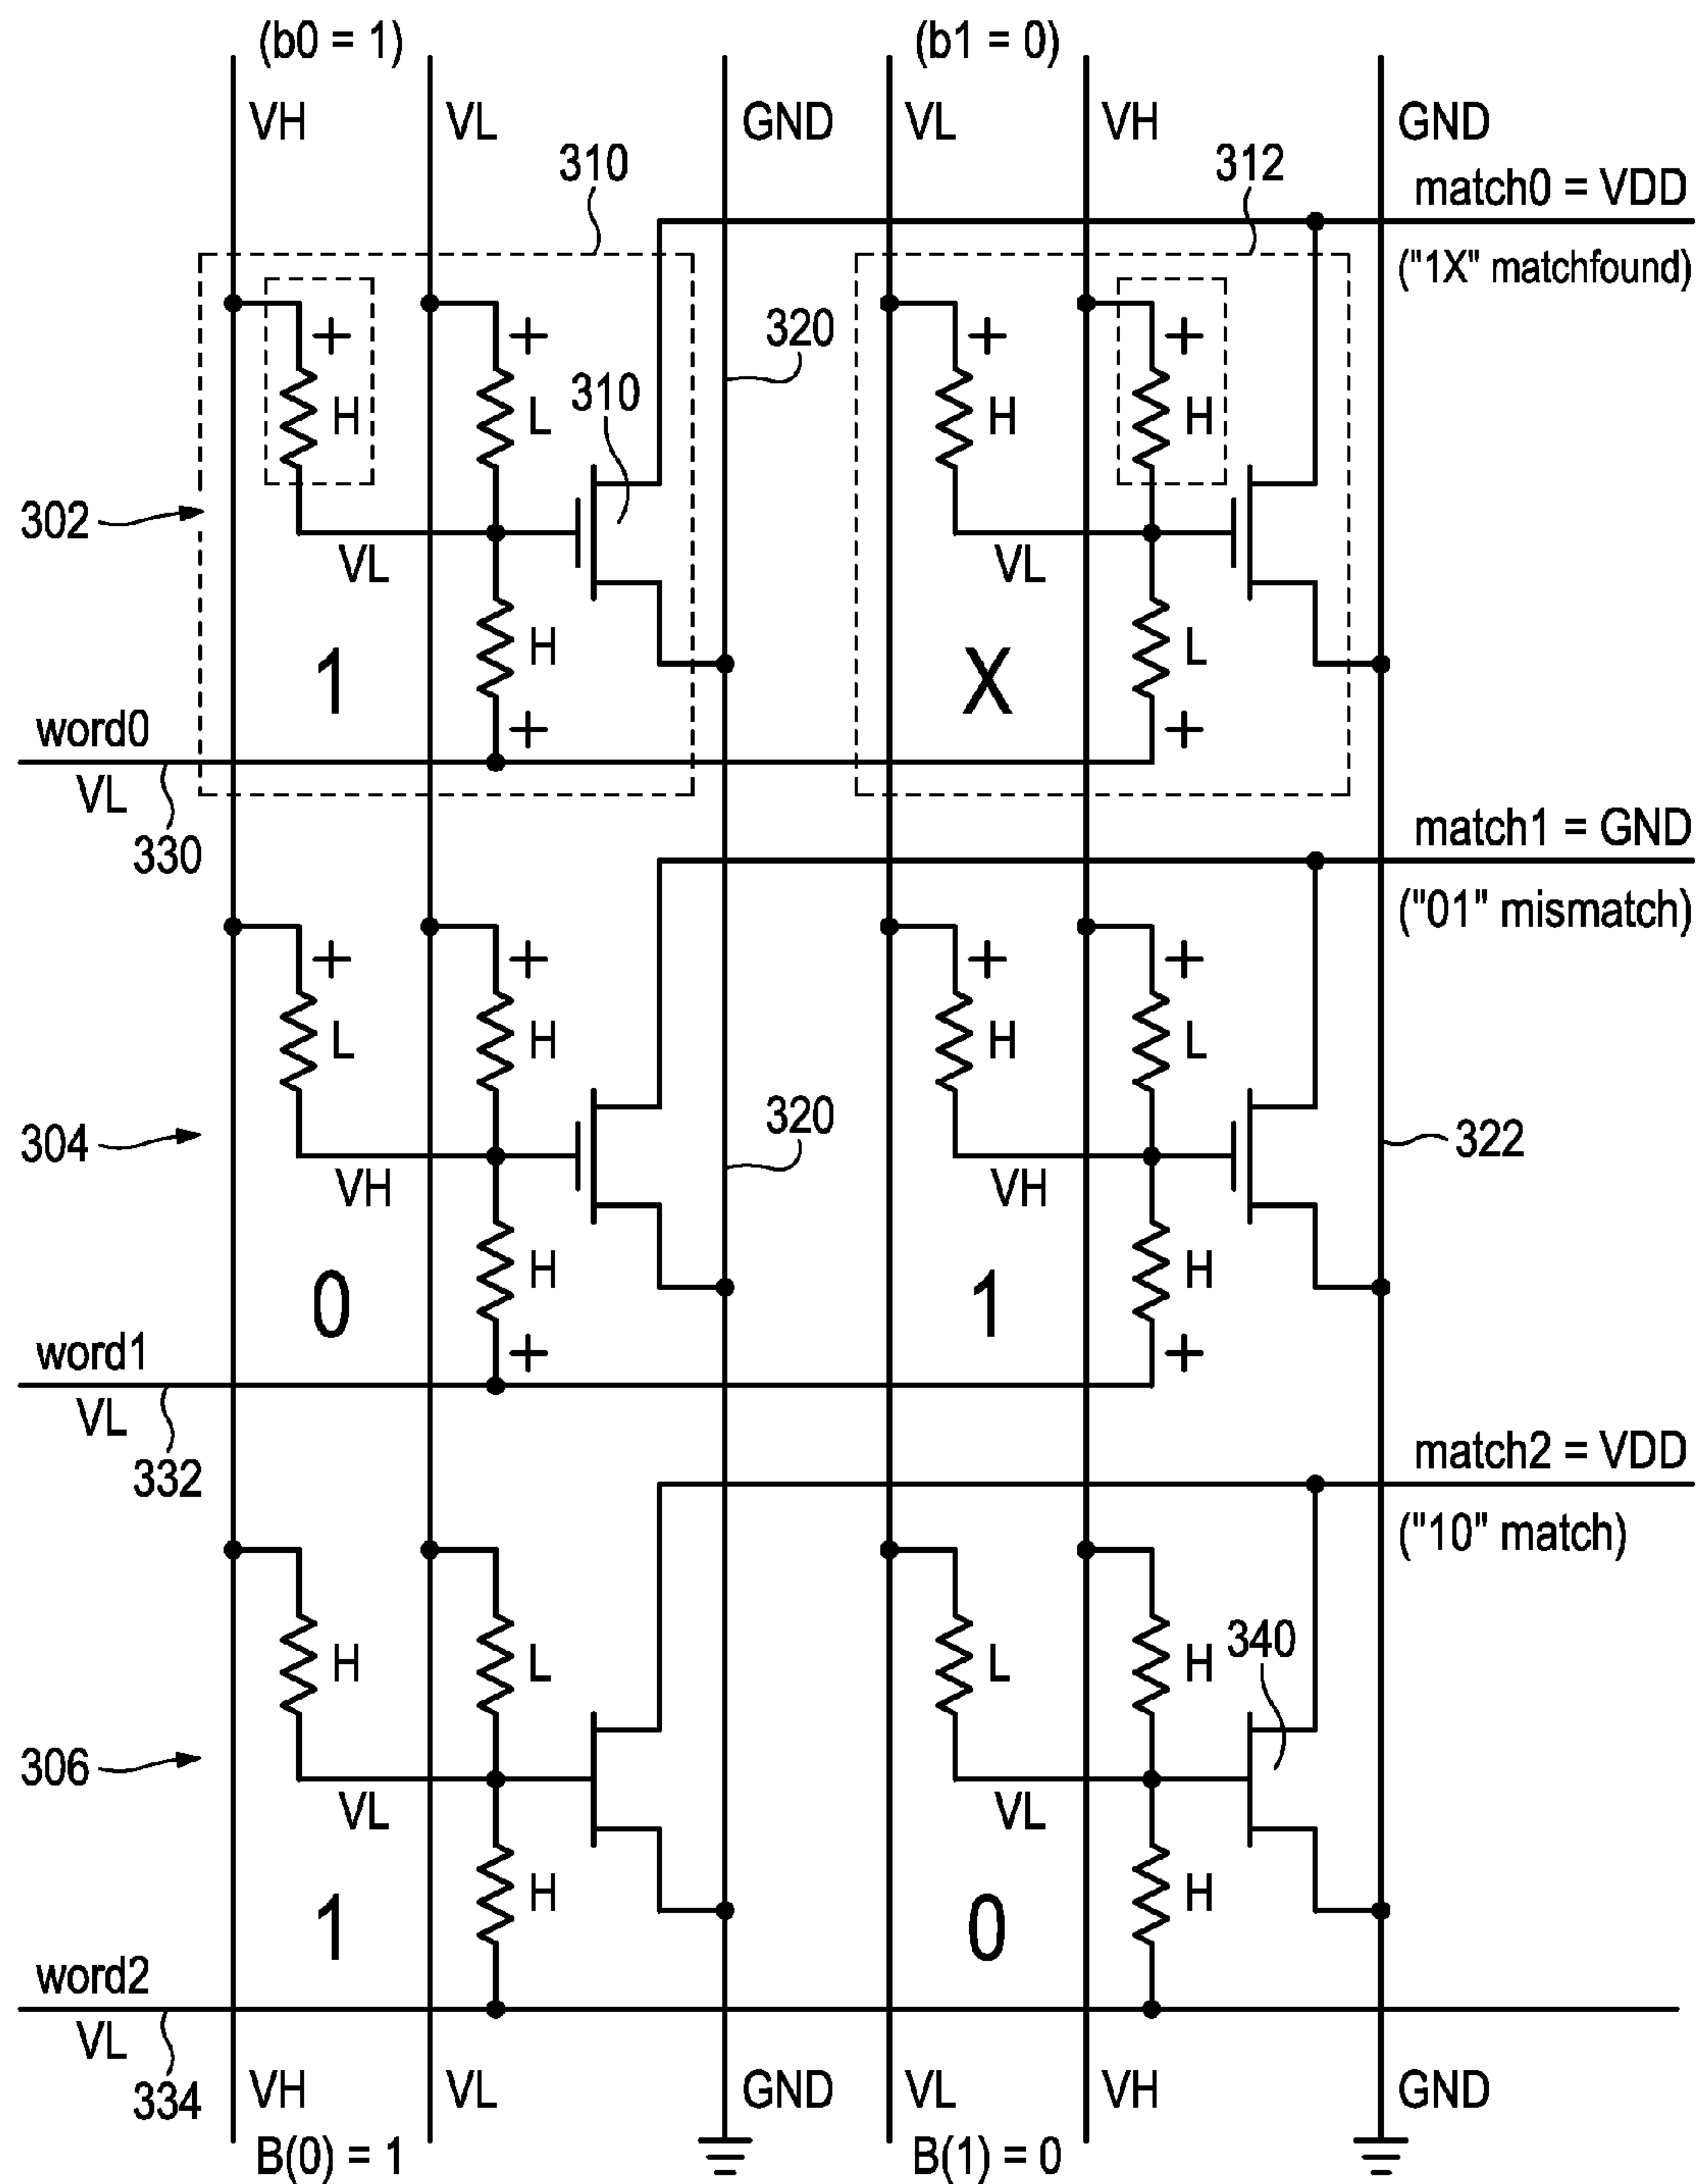 (b0 = 1) (b1 = 0)
VH VL GND VL VH GND
310 312
match0 = VDD
("1X" matchfound)
+ + 320 + +
H L 310 H H
302
VL VL
H L
1 X
word0 + +
VL
330
match1 = GND
("01" mismatch)
+ + + +
L H H L
304 320 322
VH VH
H H
0 1
word1 + +
VL
332
match2 = VDD
("10" match)
H L L H 340
306
VL VL
H H
1 0
word2
VL
334
VH VL GND VL VH GND
B(0) = 1 B(1) = 0